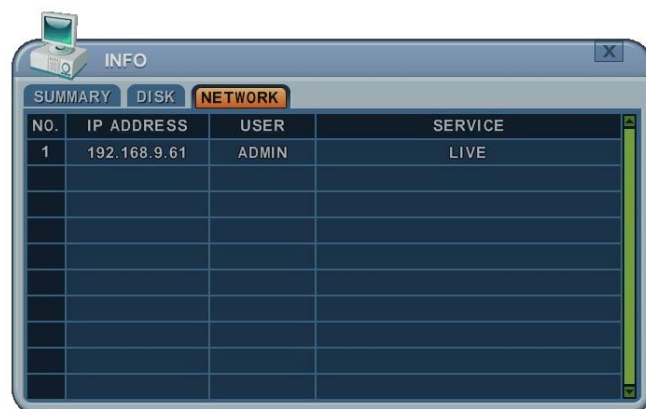 INFO
X
SUMMARY DISK NETWORK
NO. IP ADDRESS USER SERVICE
1 192.168.9.61 ADMIN LIVE